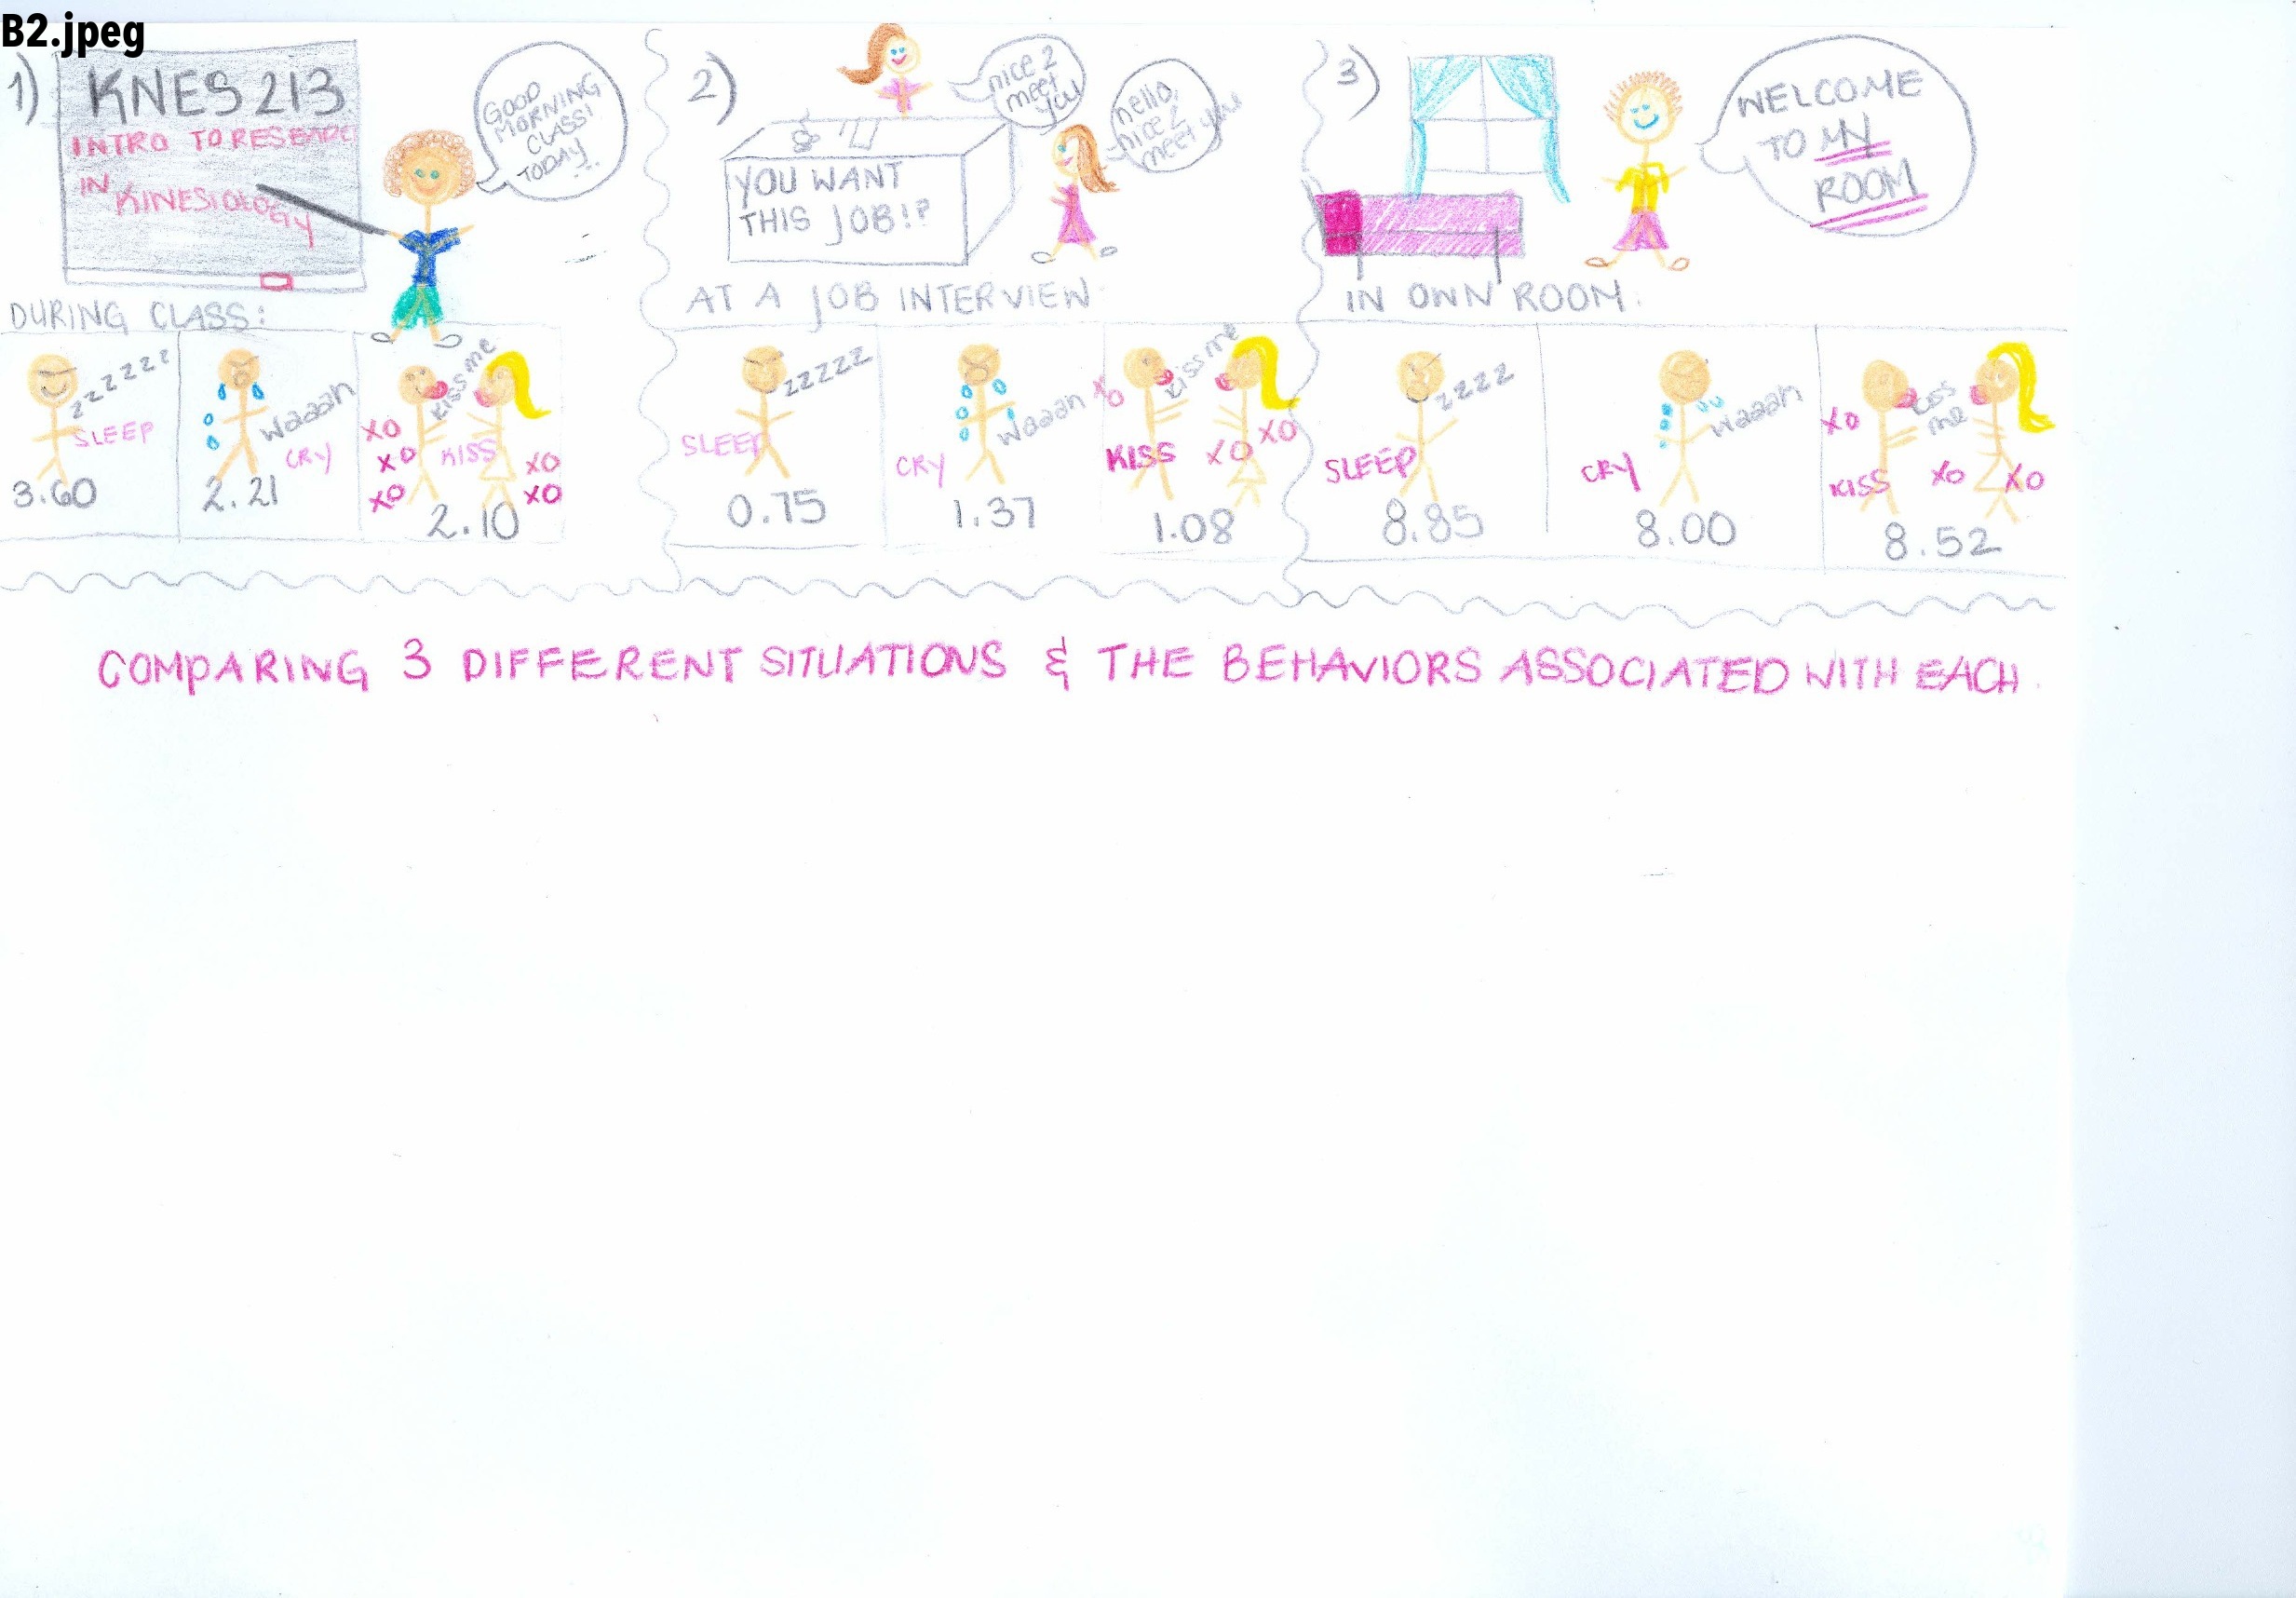 B2.jpeg
1)
KNES 213
INTRO TO RESEARC
IN
KINESIOLOGY
GOOD
MORNING
CLASS!
TODAY
...
DURING CLASS:
zzzzzzz
SLEEP
3.60
waaah
CRY
2.21
kiss me
XO
XO
XO
KISS
XO
XO
2.10
2)
nice 2
meet
you
hello,
nice 2
meet you
YOU WANT
THIS JOB!?
AT A JOB INTERVIEW:
zzzzz
SLEEP
0.75
waaah
CRY
1.37
XO
kiss me
KISS
XO
XO
1.08
3)
WELCOME
TO MY
ROOM
IN OWN ROOM:
zzzz
SLEEP
8.85
waaah
CRY
8.00
XO
kiss
me
KISS
XO
XO
8.52
COMPARING 3 DIFFERENT SITUATIONS & THE BEHAVIORS ASSOCIATED WITH EACH.